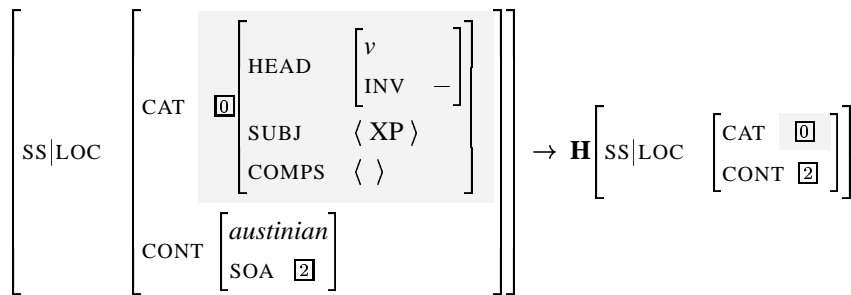 v
HEAD
INV −
CAT 0
SUBJ ⟨ XP ⟩
COMPS ⟨ ⟩
SS|LOC
CONT austinian
SOA 2
→ H
SS|LOC
CAT 0
CONT 2